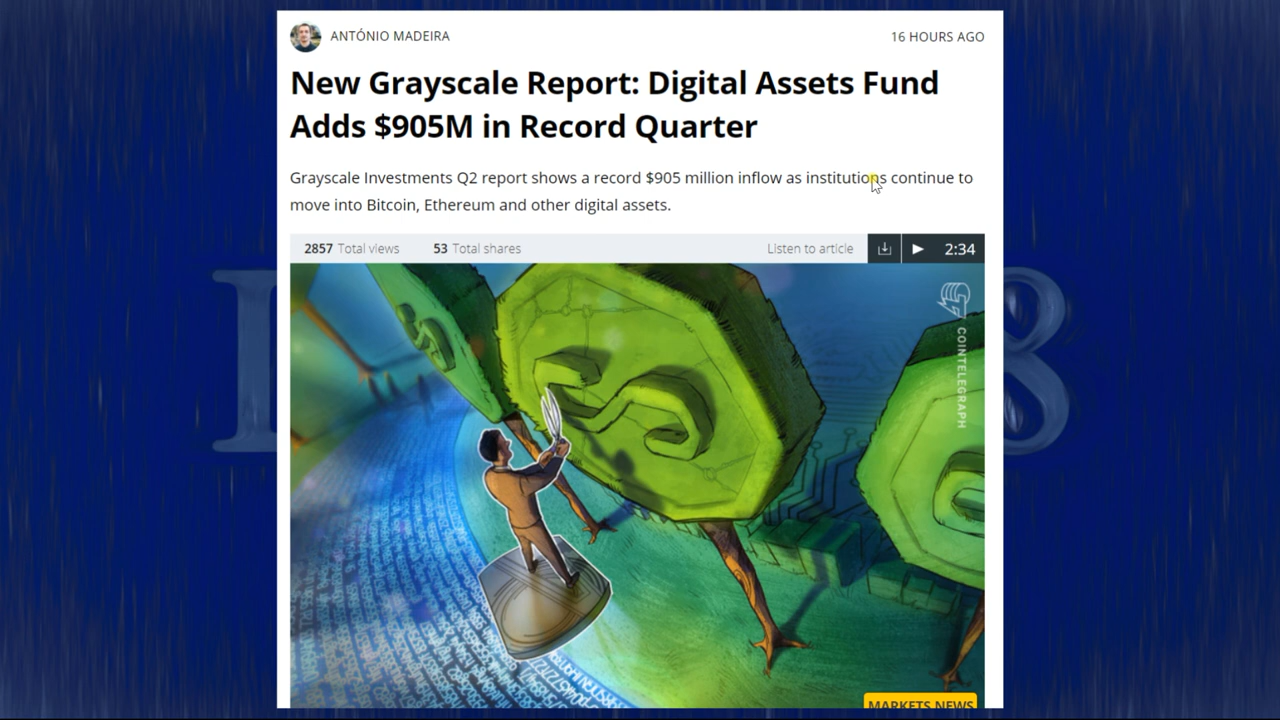 ANTÓNIO MADEIRA
16 HOURS AGO
New Grayscale Report: Digital Assets Fund
Adds $905M in Record Quarter
Grayscale Investments Q2 report shows a record $905 million inflow as institutions continue to
move into Bitcoin, Ethereum and other digital assets.
2857 Total views 53 Total shares Listen to article 2:34
COINTELEGRAPH
MARKETS NEWS